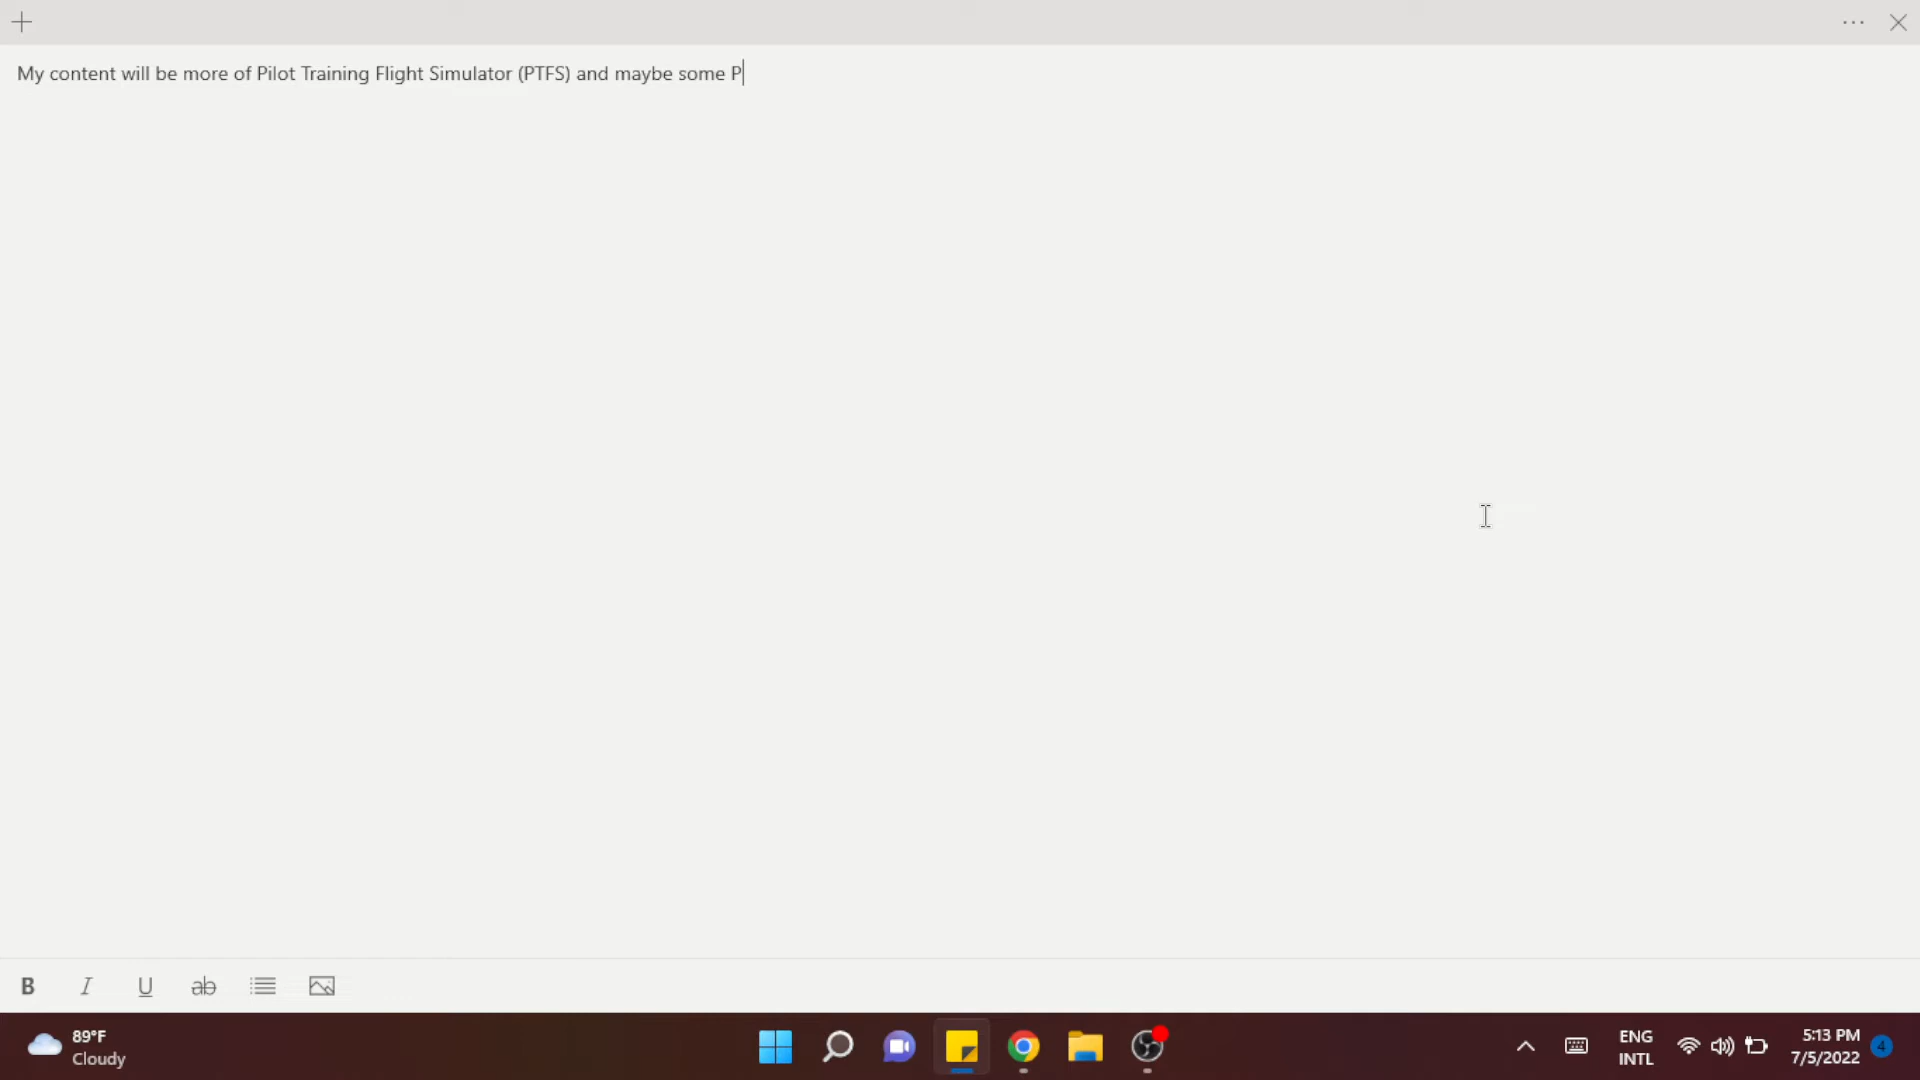 My content will be more of Pilot Training Flight Simulator (PTFS) and maybe some P
B I U ab
89°F
Cloudy
ENG
INTL
5:13 PM
7/5/2022
4